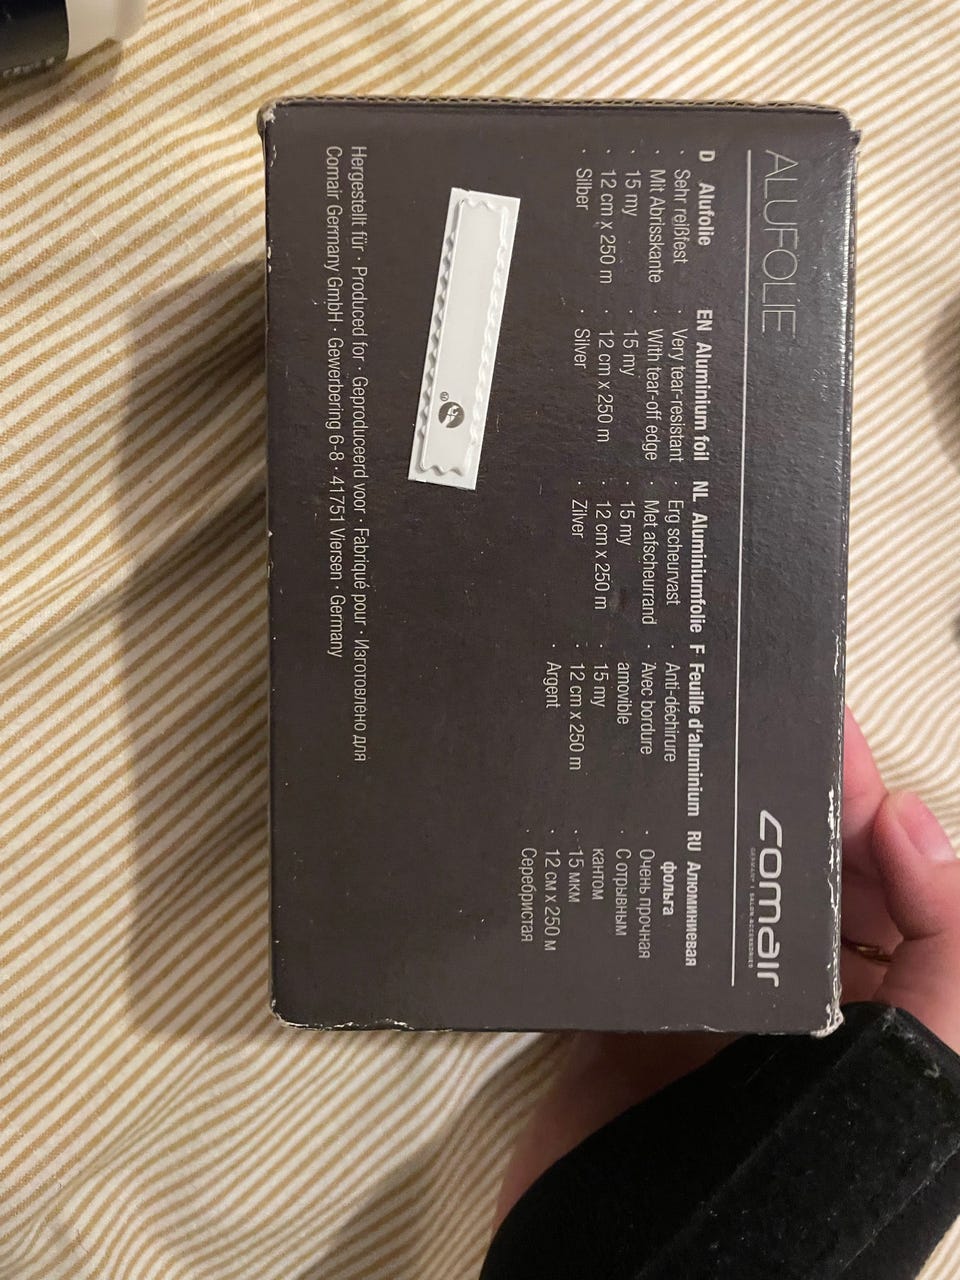 ALUFOLIE
comair
GERMANY | SALON-ACCESSORIES
D Alufolie
· Sehr reißfest
· Mit Abrisskante
· 15 my
· 12 cm x 250 m
· Silber
EN Aluminium foil
· Very tear-resistant
· With tear-off edge
· 15 my
· 12 cm x 250 m
· Silver
NL Aluminiumfolie
· Erg scheurvast
· Met afscheurrand
· 15 my
· 12 cm x 250 m
· Zilver
F Feuille d'aluminium
· Anti-déchirure
· Avec bordure
amovible
· 15 my
· 12 cm x 250 m
· Argent
RU Алюминиевая
фольга
· Очень прочная
· С отрывным
кантом
· 15 мкм
· 12 см x 250 м
· Серебристая
Hergestellt für · Produced for · Geproduceerd voor · Fabriqué pour · Изготовлено для
Comair Germany GmbH · Gewerbering 6-8 · 41751 Viersen · Germany